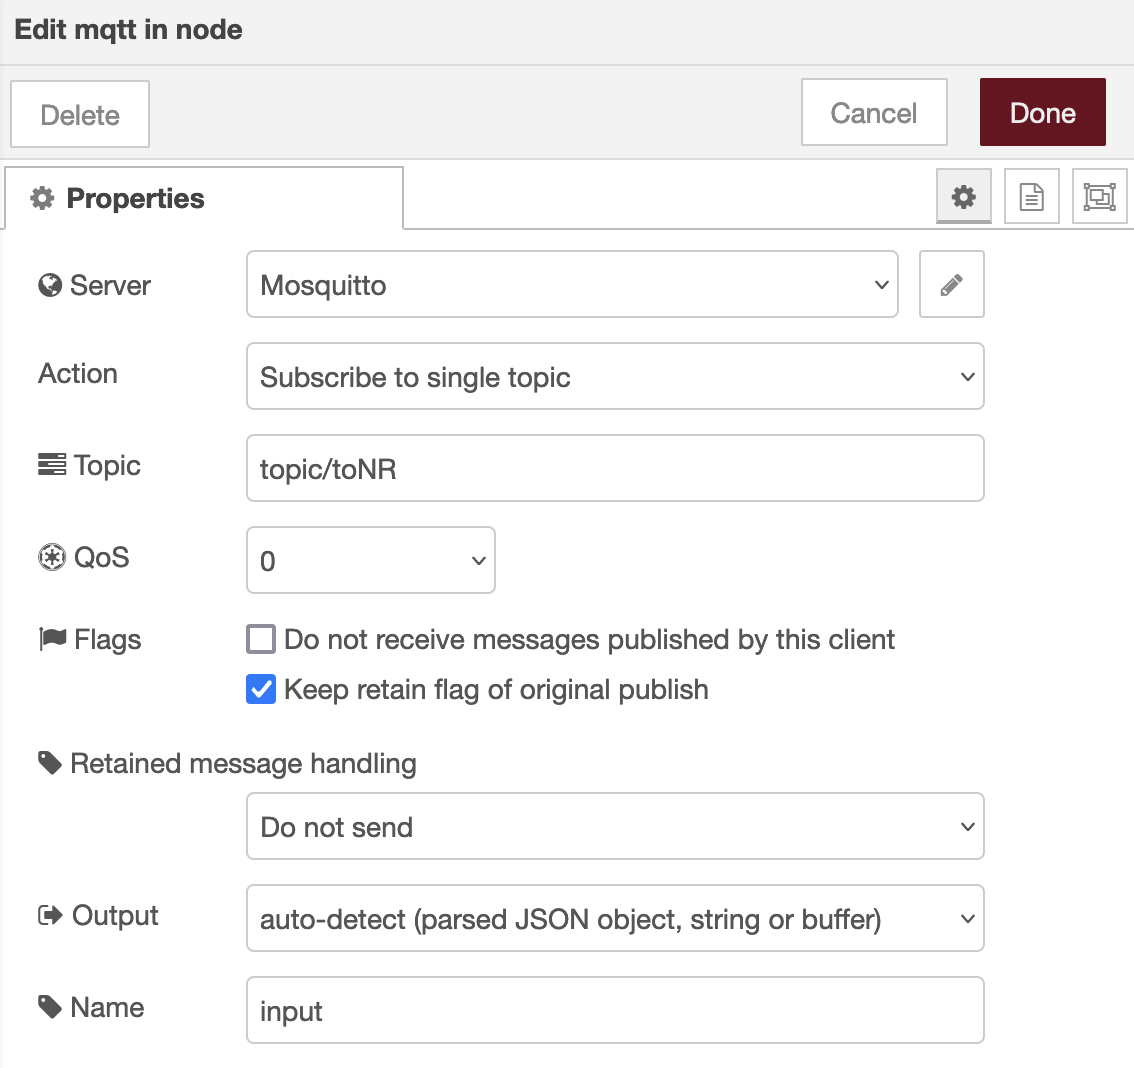 Edit mqtt in node
Delete
Cancel
Done
Properties
Server
Mosquitto
Action
Subscribe to single topic
Topic
topic/toNR
QoS
0
Flags
Do not receive messages published by this client
Keep retain flag of original publish
Retained message handling
Do not send
Output
auto-detect (parsed JSON object, string or buffer)
Name
input